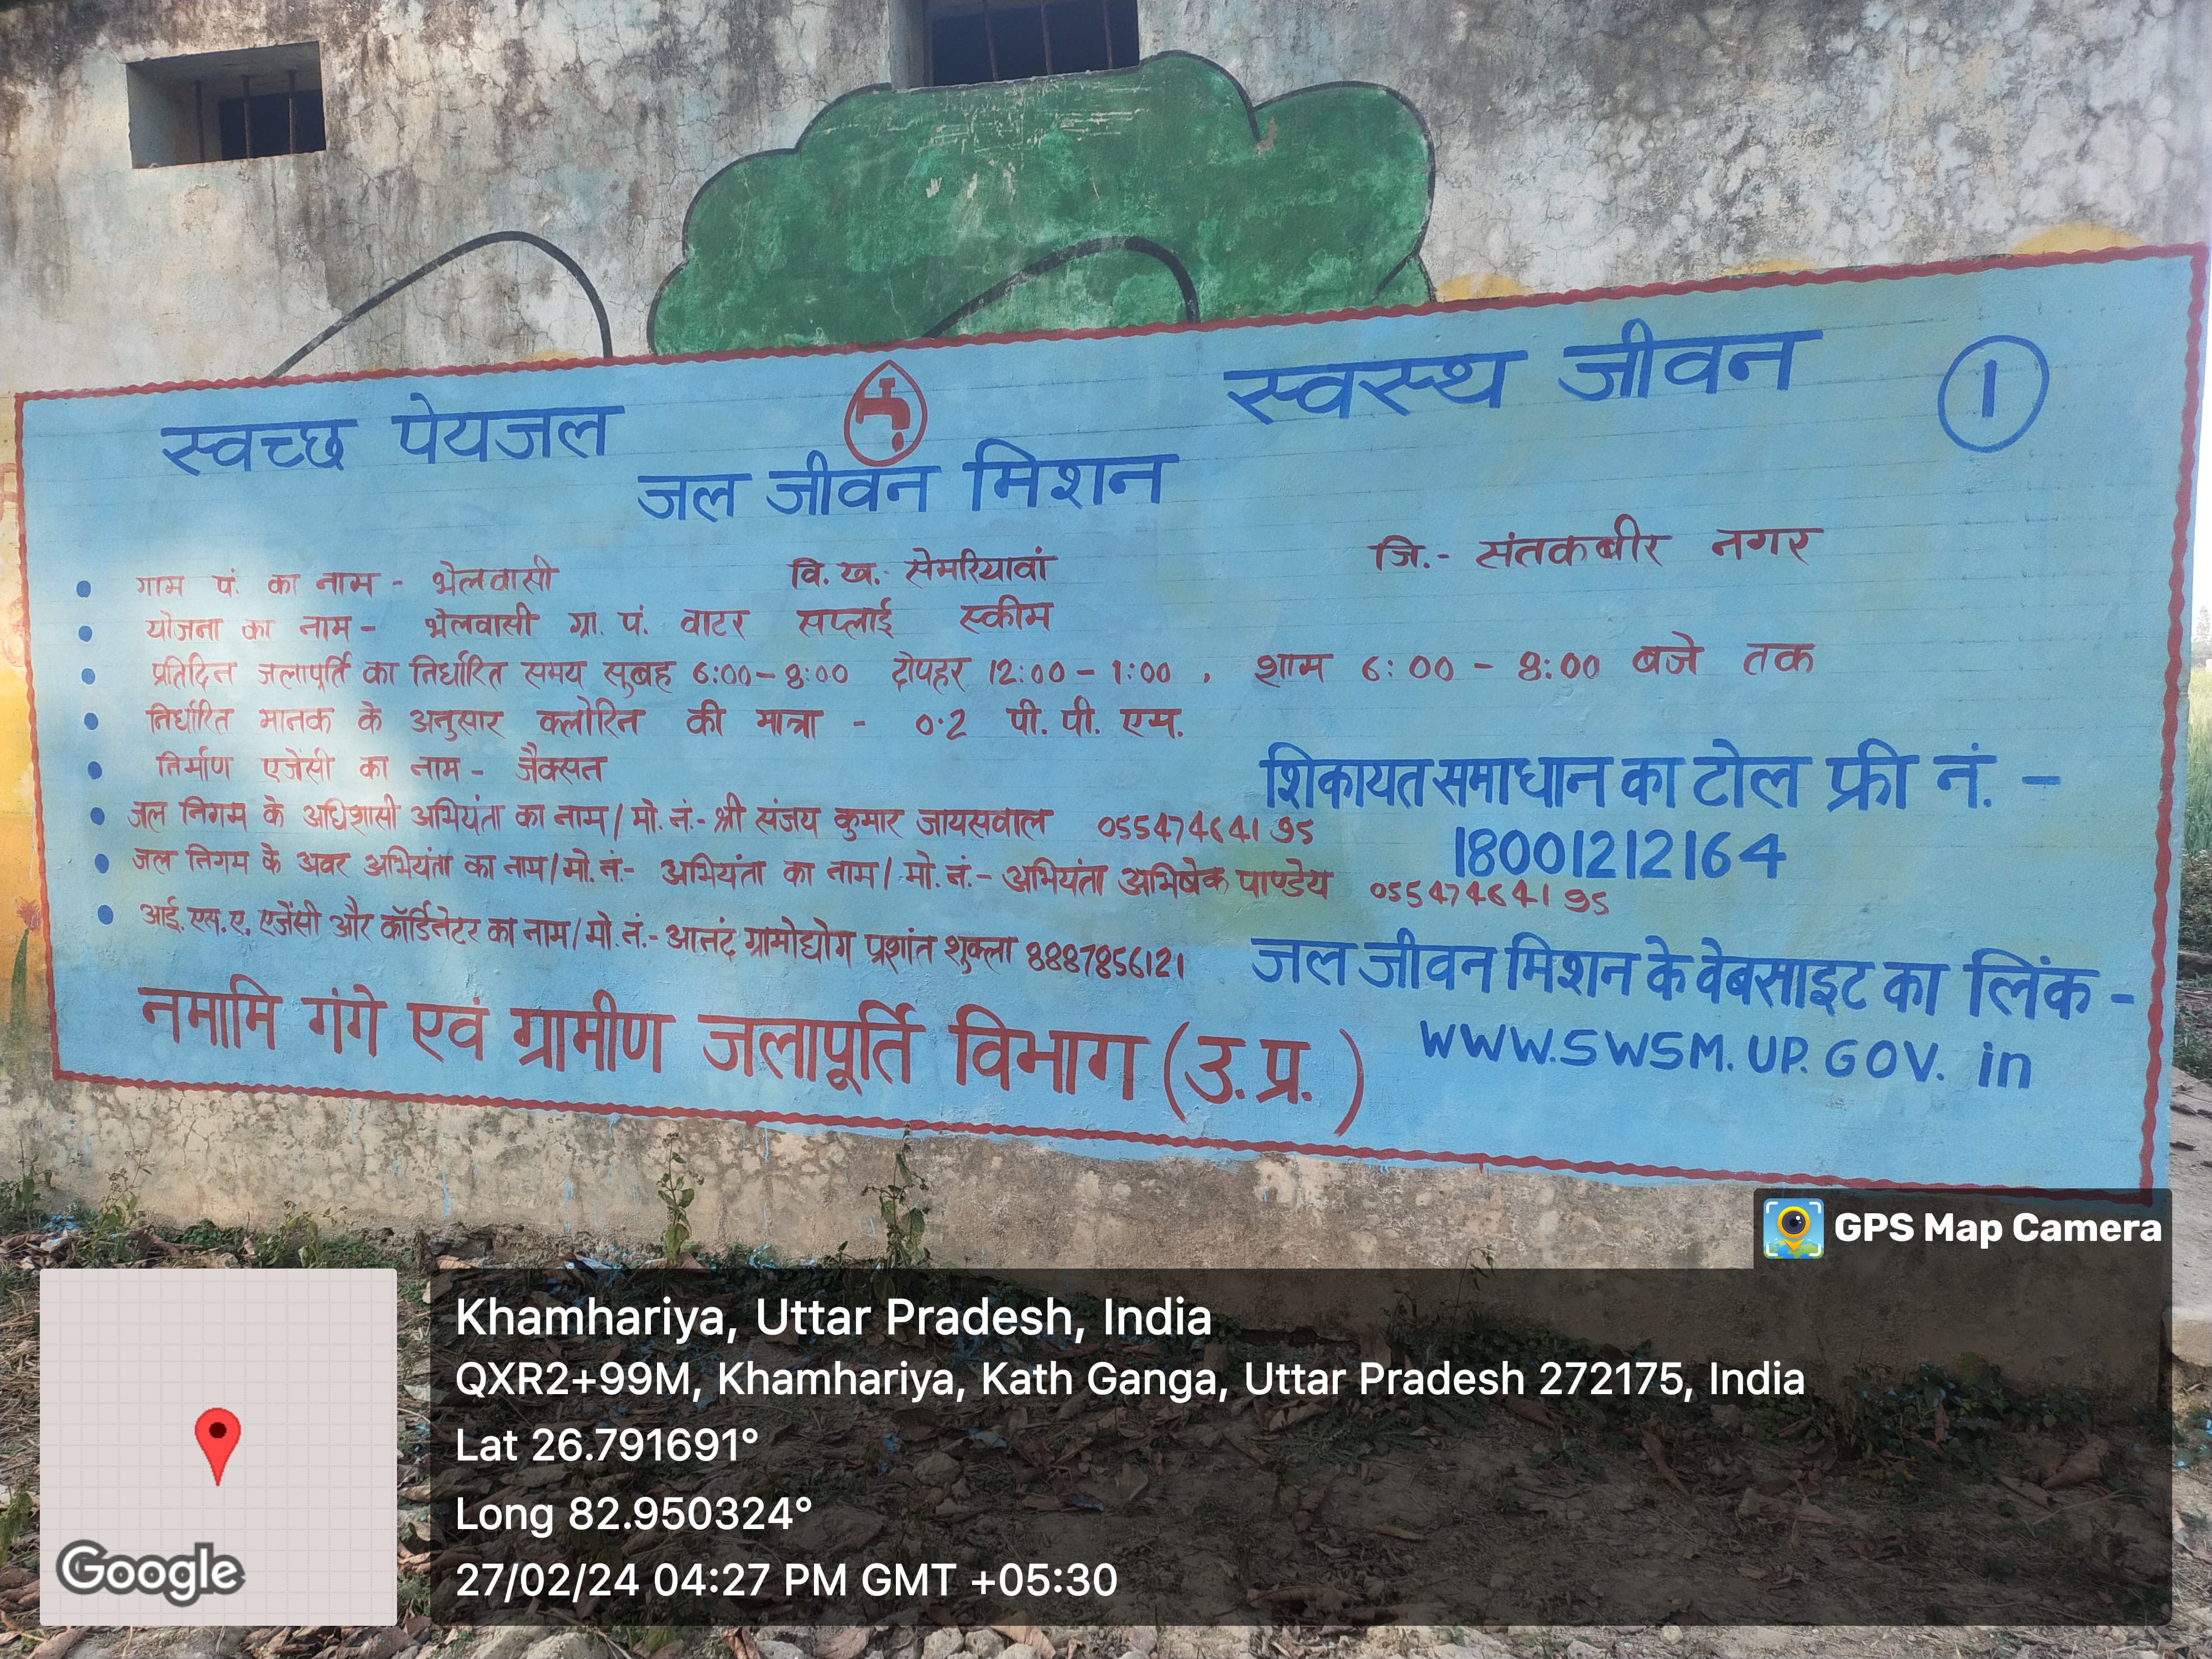 स्वच्छ पेयजल
स्वस्थ जीवन
1
जल जीवन मिशन
गाम पं. का नाम - भेलवासी वि. ख.- सेमरियावां जि.- संतकबीर नगर
योजना का नाम - भेलवासी ग्रा. पं. वाटर सप्लाई स्कीम
प्रतिदिन जलापूर्ति का निर्धारित समय सुबह 6:00-8:00 दोपहर 12:00-1:00, शाम 6:00 - 8:00 बजे तक
निर्धारित मानक के अनुसार क्लोरिन की मात्रा - 0.2 पी. पी. एम.
निर्माण एजेंसी का नाम - जैक्सन
जल निगम के अधिशासी अभियंता का नाम / मो. नं.- श्री संजय कुमार जायसवाल 05547464195
जल निगम के अवर अभियंता का नाम/मो. नं.- अभियंता का नाम / मो. नं.- अभियंता अभिषेक पाण्डेय 05547464195
आई. एस. ए. एजेंसी और कॉर्डिनेटर का नाम/मो. नं.- आनंद ग्रामोद्योग प्रशांत शुक्ला 8887856121
शिकायत समाधान का टोल फ्री नं. -
18001212164
जल जीवन मिशन के वेबसाइट का लिंक -
WWW.SWSM.UP.GOV.in
नमामि गंगे एवं ग्रामीण जलापूर्ति विभाग (उ.प्र.)
GPS Map Camera
Khamhariya, Uttar Pradesh, India
QXR2+99M, Khamhariya, Kath Ganga, Uttar Pradesh 272175, India
Lat 26.791691°
Long 82.950324°
27/02/24 04:27 PM GMT +05:30
Google